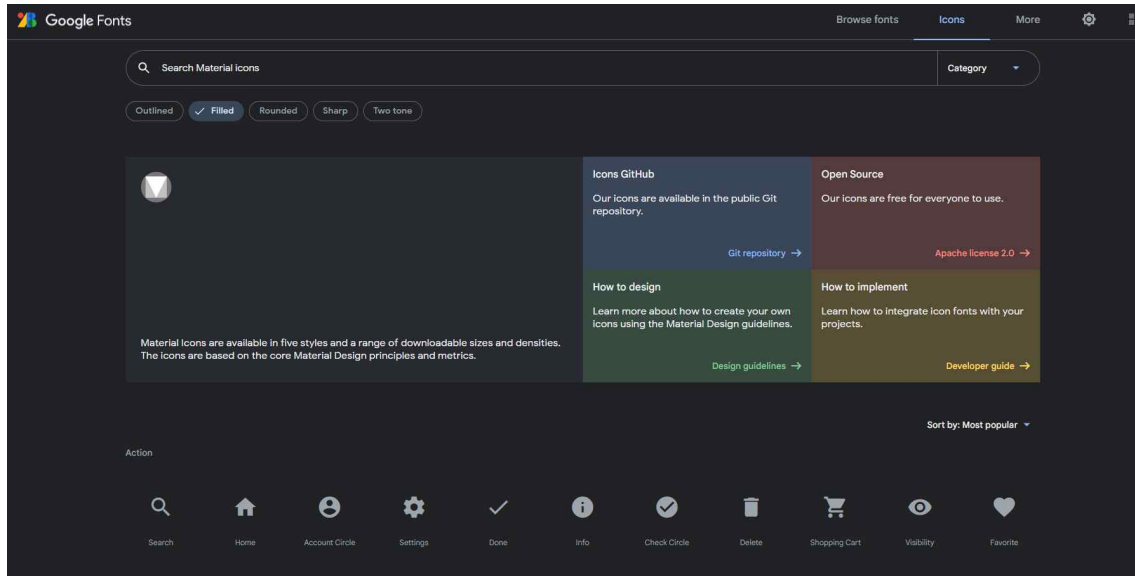 Google Fonts
Browse fonts
Icons
More
Search Material icons
Category
Outlined
Filled
Rounded
Sharp
Two tone
Material Icons are available in five styles and a range of downloadable sizes and densities.
The icons are based on the core Material Design principles and metrics.
Icons GitHub
Our icons are available in the public Git
repository.
Git repository →
Open Source
Our icons are free for everyone to use.
Apache license 2.0 →
How to design
Learn more about how to create your own
icons using the Material Design guidelines.
Design guidelines →
How to implement
Learn how to integrate icon fonts with your
projects.
Developer guide →
Sort by: Most popular
Action
Search
Home
Account Circle
Settings
Done
Info
Check Circle
Delete
Shopping Cart
Visibility
Favorite